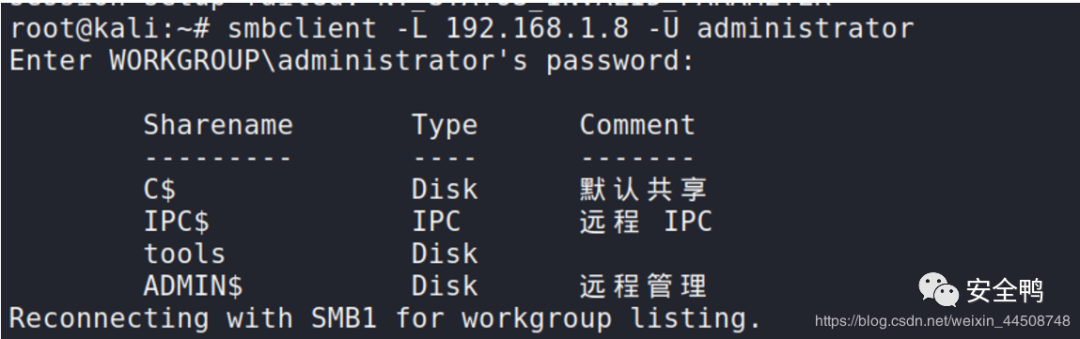 root@kali:~# smbclient -L 192.168.1.8 -U administrator
Enter WORKGROUP\administrator's password:
Sharename Type Comment
--------- ---- -------
C$ Disk 默认共享
IPC$ IPC 远程 IPC
tools Disk
ADMIN$ Disk 远程管理
Reconnecting with SMB1 for workgroup listing.
安全鸭
https://blog.csdn.net/weixin_44508748